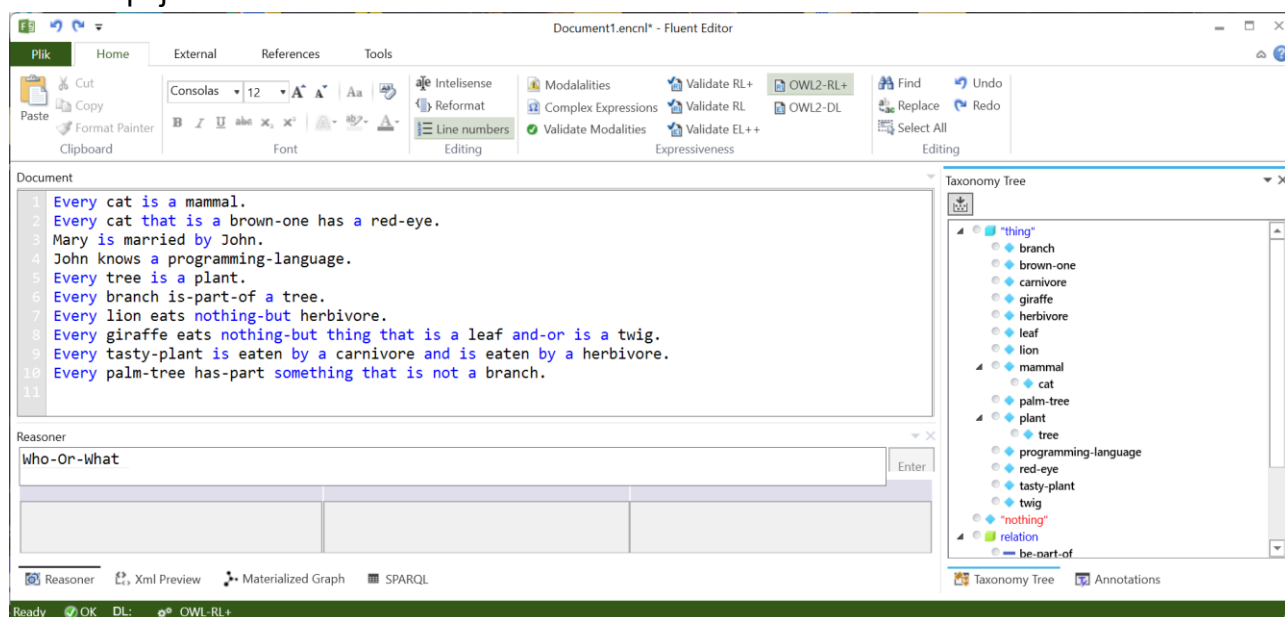 Document1.encnl* - Fluent Editor
Plik Home External References Tools
Paste
Cut
Copy
Format Painter
Clipboard
Consolas 12 A A Aa
B I U abc x, x² A
Font
Intelisense
Reformat
Line numbers
Editing
Modalalities
Complex Expressions
Validate Modalities
Validate RL+
Validate RL
Validate EL++
OWL2-RL+
OWL2-DL
Expressiveness
Find
Replace
Select All
Undo
Redo
Editing
Document
1 Every cat is a mammal.
2 Every cat that is a brown-one has a red-eye.
3 Mary is married by John.
4 John knows a programming-language.
5 Every tree is a plant.
6 Every branch is-part-of a tree.
7 Every lion eats nothing-but herbivore.
8 Every giraffe eats nothing-but thing that is a leaf and-or is a twig.
9 Every tasty-plant is eaten by a carnivore and is eaten by a herbivore.
10 Every palm-tree has-part something that is not a branch.
11
Reasoner
Who-Or-What
Enter
Reasoner Xml Preview Materialized Graph SPARQL
Taxonomy Tree
"thing"
branch
brown-one
carnivore
giraffe
herbivore
leaf
lion
mammal
cat
palm-tree
plant
tree
programming-language
red-eye
tasty-plant
twig
"nothing"
relation
be-part-of
Taxonomy Tree Annotations
Ready OK DL: OWL-RL+